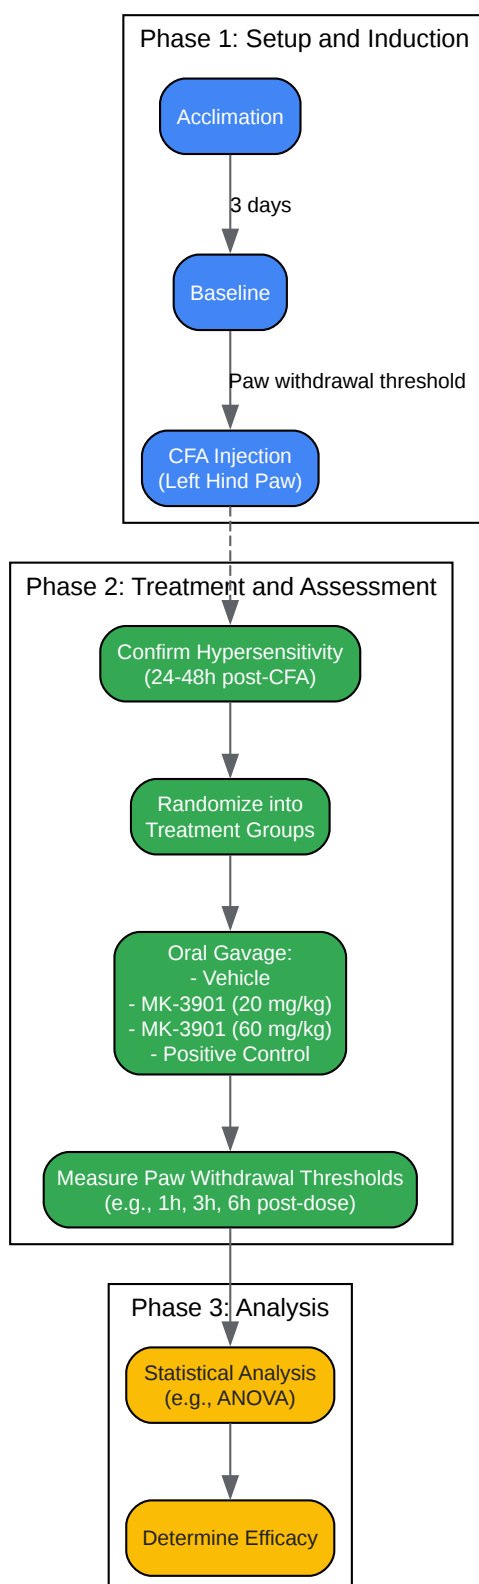 Phase 1: Setup and Induction
Acclimation
3 days
Baseline
Paw withdrawal threshold
CFA Injection
(Left Hind Paw)
Phase 2: Treatment and Assessment
Confirm Hypersensitivity
(24-48h post-CFA)
Randomize into
Treatment Groups
Oral Gavage:
- Vehicle
- MK-3901 (20 mg/kg)
- MK-3901 (60 mg/kg)
- Positive Control
Measure Paw Withdrawal Thresholds
(e.g., 1h, 3h, 6h post-dose)
Phase 3: Analysis
Statistical Analysis
(e.g., ANOVA)
Determine Efficacy